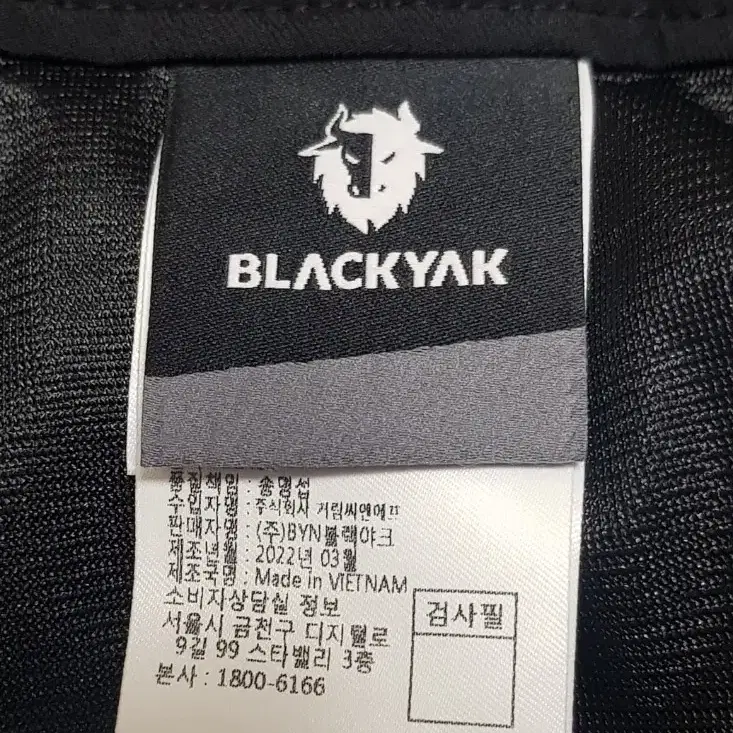 BLACKYAK
품질책임 : 송명섭
수입자명 : 주식회사 거림씨앤에프
판매자명 : (주)BYN블랙야크
제조년월 : 2022년 03월
제조국명 : Made in VIETNAM
소비자상담실 정보
서울시 금천구 디지털로
9길 99 스타밸리 3층
본사 : 1800-6166
검사필